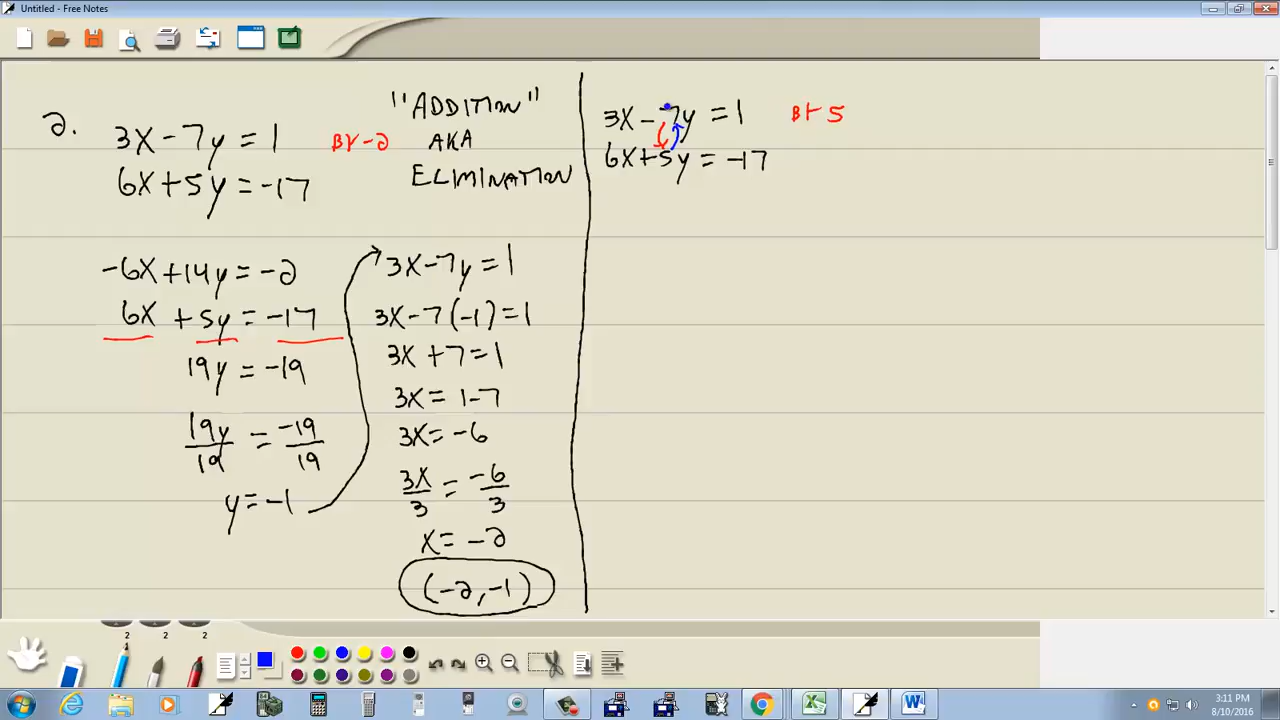 Untitled - Free Notes
2.
3X - 7y = 1 BY -2
6X + 5y = -17
"ADDITION"
AKA
ELIMINATION
-6X + 14y = -2
6X + 5y = -17
19y = -19
19y/19 = -19/19
y = -1
3X - 7y = 1
3X - 7(-1) = 1
3X + 7 = 1
3X = 1 - 7
3X = -6
3X/3 = -6/3
x = -2
(-2, -1)
3X - 7y = 1 BY 5
6X + 5y = -17
2 2 2
3:11 PM
8/10/2016